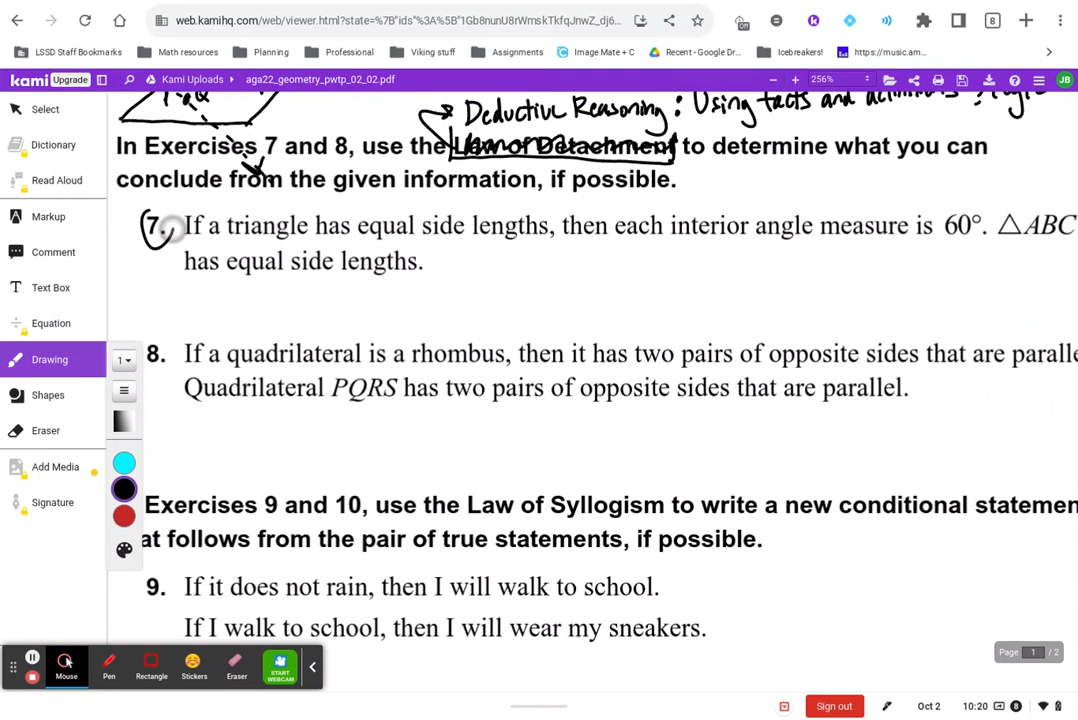 web.kamihq.com/web/viewer.html?state=%7B"ids"%3A%5B"1Gb8nunU8rWmskTkfqJnwZ_dj6...
LSSD Staff Bookmarks Math resources Planning Professional Viking stuff Assignments Image Mate + C Recent - Google Dr... Icebreakers! https://music.am...
kami Upgrade Kami Uploads aga22_geometry_pwtp_02_02.pdf 256% JB
Deductive Reasoning : Using facts and definitions
In Exercises 7 and 8, use the Law of Detachment to determine what you can
conclude from the given information, if possible.
7. If a triangle has equal side lengths, then each interior angle measure is 60°. △ABC
has equal side lengths.
8. If a quadrilateral is a rhombus, then it has two pairs of opposite sides that are paralle
Quadrilateral PQRS has two pairs of opposite sides that are parallel.
Exercises 9 and 10, use the Law of Syllogism to write a new conditional statemen
at follows from the pair of true statements, if possible.
9. If it does not rain, then I will walk to school.
If I walk to school, then I will wear my sneakers.
Select
Dictionary
Read Aloud
Markup
Comment
Text Box
Equation
Drawing
1
Shapes
Eraser
Add Media
Signature
Page 1 / 2
Mouse Pen Rectangle Stickers Eraser START
WEBCAM
Sign out Oct 2 10:20 8